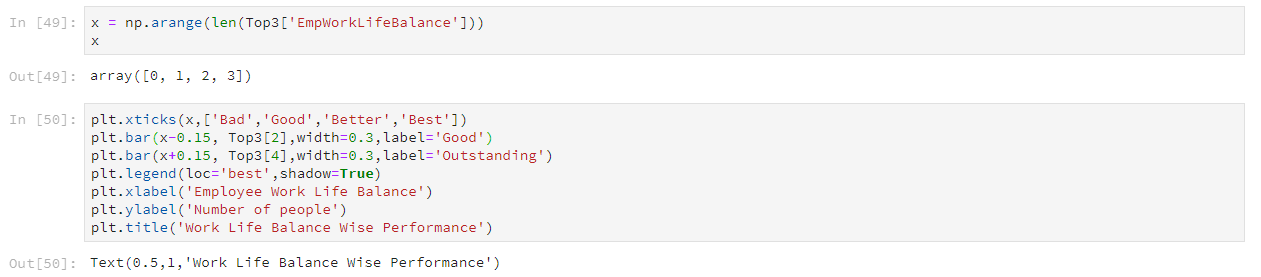 In [49]: x = np.arange(len(Top3['EmpWorkLifeBalance']))
x
Out[49]: array([0, 1, 2, 3])
In [50]: plt.xticks(x,['Bad','Good','Better','Best'])
plt.bar(x-0.15, Top3[2],width=0.3,label='Good')
plt.bar(x+0.15, Top3[4],width=0.3,label='Outstanding')
plt.legend(loc='best',shadow=True)
plt.xlabel('Employee Work Life Balance')
plt.ylabel('Number of people')
plt.title('Work Life Balance Wise Performance')
Out[50]: Text(0.5,1,'Work Life Balance Wise Performance')